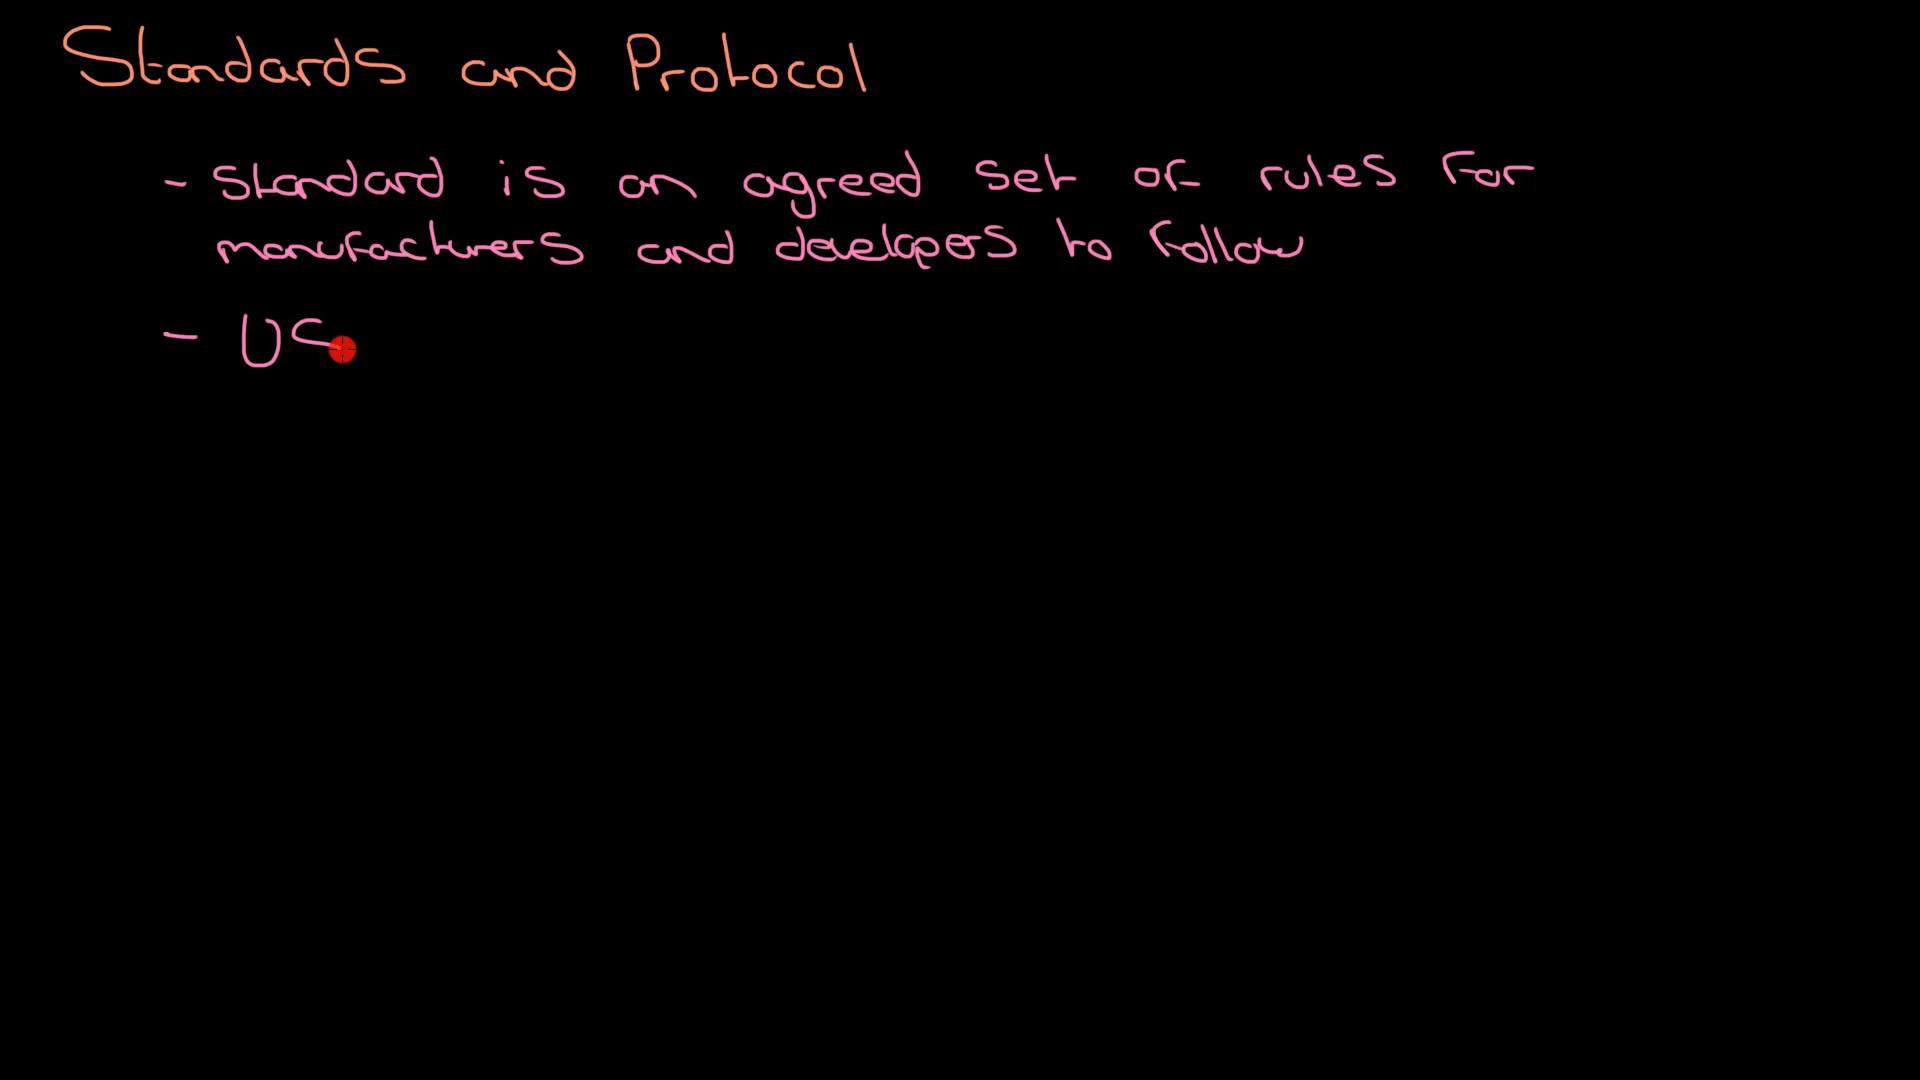 Standards and Protocol
- Standard is an agreed set of rules for
manufacturers and developers to follow
- US